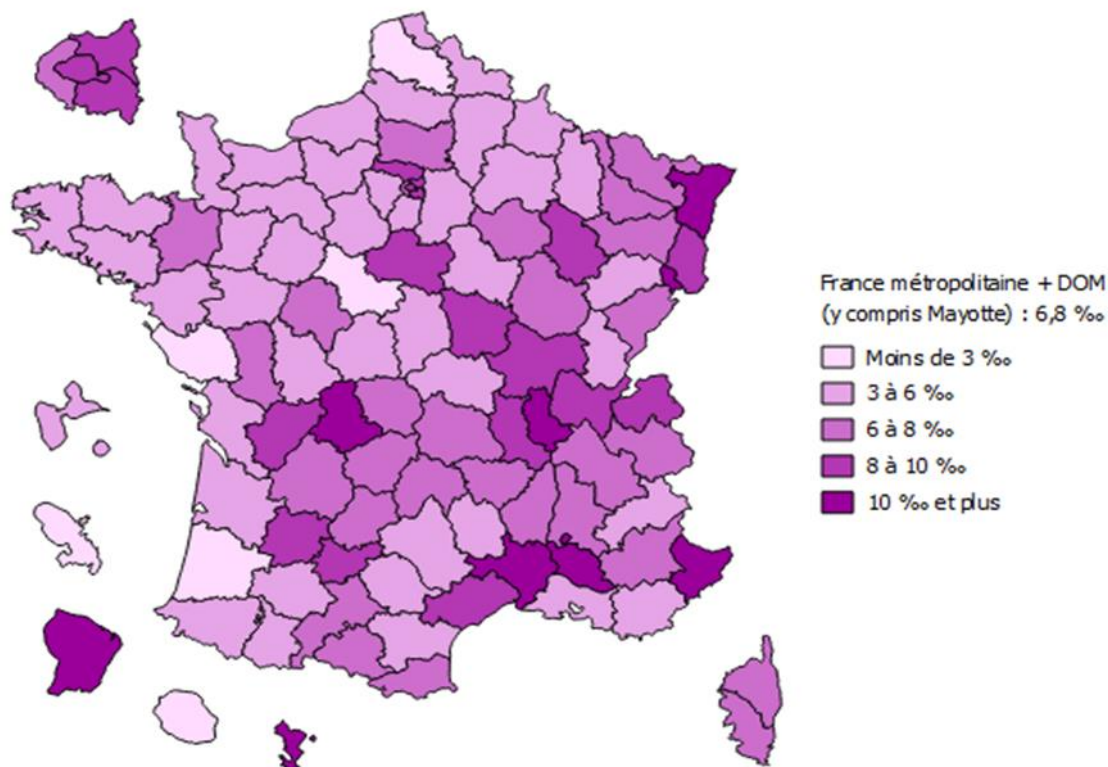 France métropolitaine + DOM
(y compris Mayotte) : 6,8 ‰
Moins de 3 ‰
3 à 6 ‰
6 à 8 ‰
8 à 10 ‰
10 ‰ et plus